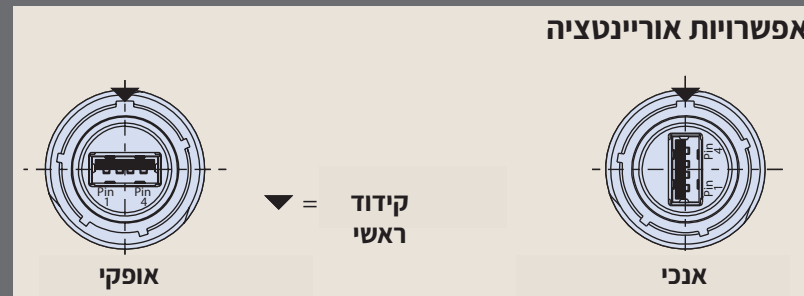 אפשרויות אוריינטציה
Pin 4
Pin 1
Pin 1
Pin 4
▼ = קידוד
ראשי
אנכי
אופקי